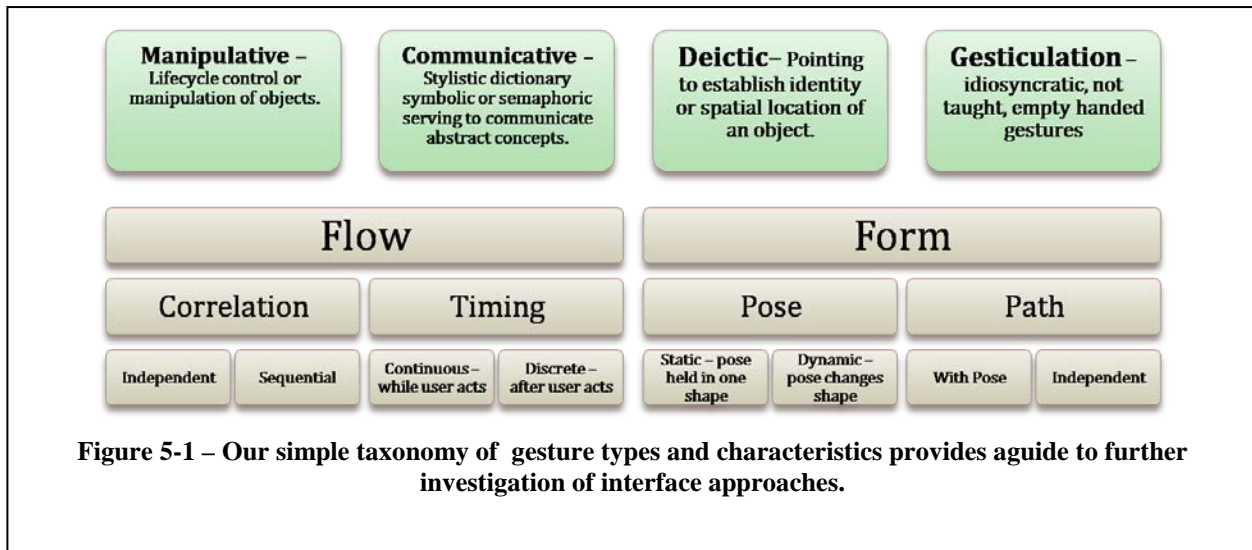 Manipulative –
Lifecycle control or
manipulation of objects.
Communicative -
Stylistic dictionary
symbolic or semaphoric
serving to communicate
abstract concepts.
Deictic– Pointing
to establish identity
or spatial location of
an object.
Gesticulation –
idiosyncratic, not
taught, empty handed
gestures
Flow
Form
Correlation
Timing
Pose
Path
Independent
Sequential
Continuous –
while user acts
Discrete –
after user acts
Static – pose
held in one
shape
Dynamic –
pose changes
shape
With Pose
Independent
Figure 5-1 – Our simple taxonomy of  gesture types and characteristics provides aguide to further
investigation of interface approaches.